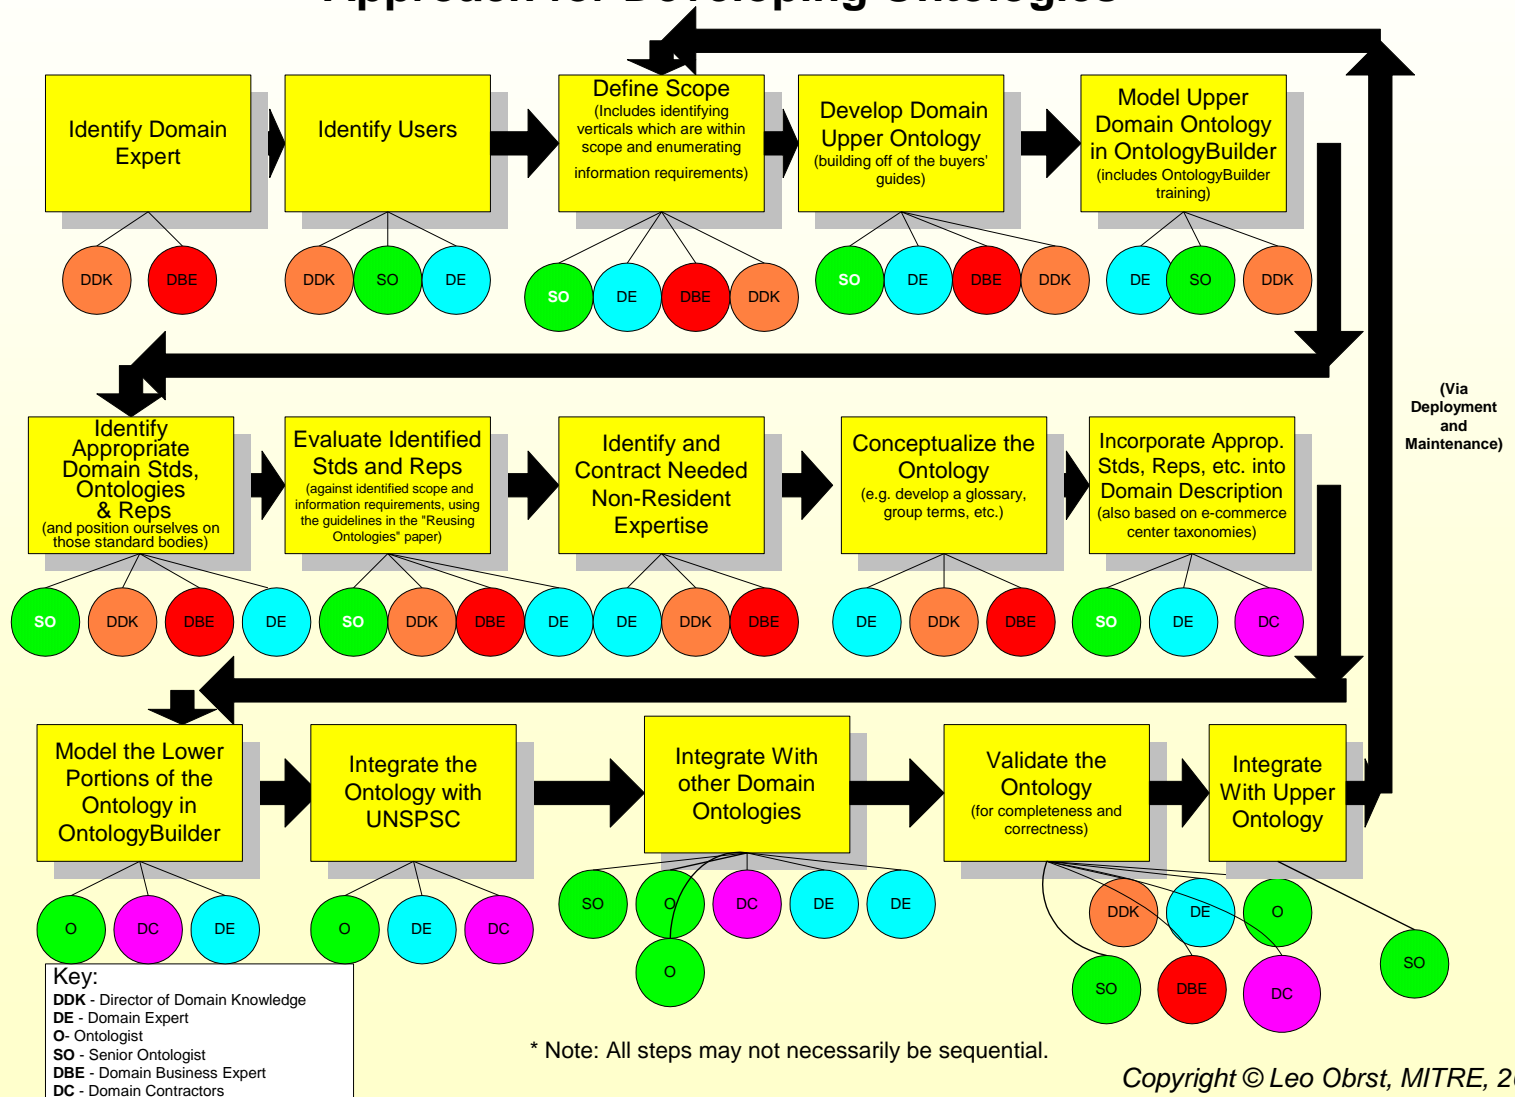 Approach for Developing Ontologies
Identify Domain
Expert
Identify Users
Define Scope
(Includes identifying
verticals which are within
scope and enumerating
information requirements)
Develop Domain
Upper Ontology
(building off of the buyers'
guides)
Model Upper
Domain Ontology
in OntologyBuilder
(includes OntologyBuilder
training)
DDK
DBE
DDK
SO
DE
SO
DE
DBE
DDK
SO
DE
DBE
DDK
DE
SO
DDK
(Via
Deployment
and
Maintenance)
Identify
Appropriate
Domain Stds,
Ontologies
& Reps
(and position ourselves on
those standard bodies)
Evaluate Identified
Stds and Reps
(against identified scope and
information requirements, using
the guidelines in the "Reusing
Ontologies" paper)
Identify and
Contract Needed
Non-Resident
Expertise
Conceptualize the
Ontology
(e.g. develop a glossary,
group terms, etc.)
Incorporate Approp.
Stds, Reps, etc. into
Domain Description
(also based on e-commerce
center taxonomies)
SO
DDK
DBE
DE
SO
DDK
DBE
DE
DE
DDK
DBE
DE
DDK
DBE
SO
DE
DC
Model the Lower
Portions of the
Ontology in
OntologyBuilder
Integrate the
Ontology with
UNSPSC
Integrate With
other Domain
Ontologies
Validate the
Ontology
(for completeness and
correctness)
Integrate
With Upper
Ontology
O
DC
DE
O
DE
DC
SO
O
DC
DE
DE
O
DDK
DE
O
SO
DBE
DC
SO
Key:
DDK - Director of Domain Knowledge
DE - Domain Expert
O- Ontologist
SO - Senior Ontologist
DBE - Domain Business Expert
DC - Domain Contractors
* Note: All steps may not necessarily be sequential.
Copyright © Leo Obrst, MITRE,